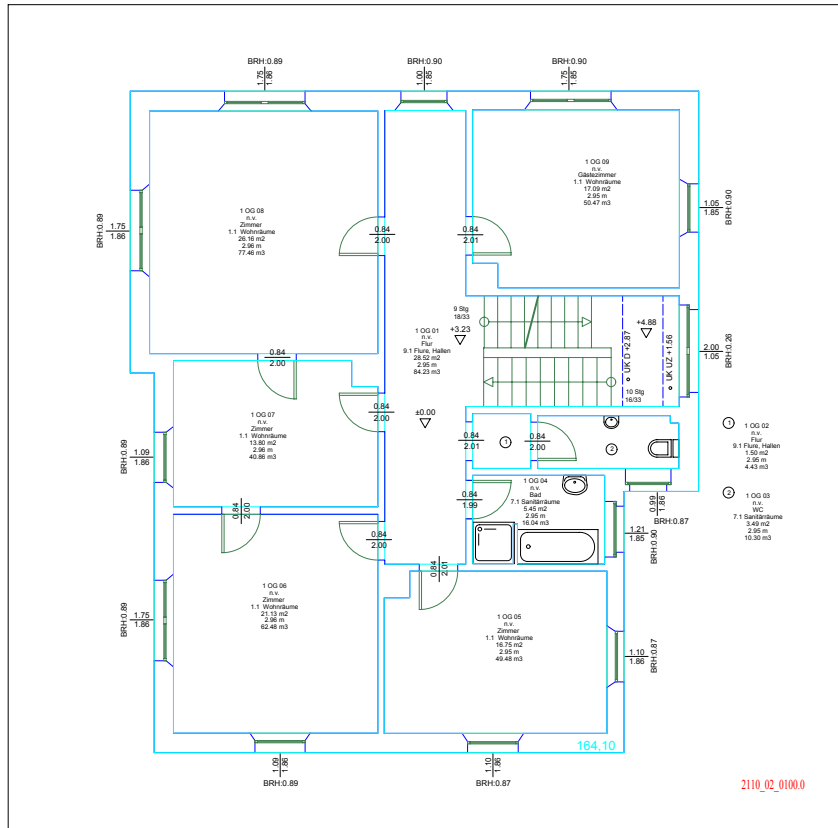 BRH:0.89
1.75
1.86
BRH:0.90
1.00
1.85
BRH:0.90
1.75
1.85
1 OG 08
n.v.
Zimmer
1.1 Wohnräume
26.16 m2
2.96 m
77.46 m3
1 OG 09
n.v.
Gästezimmer
1.1 Wohnräume
17.09 m2
2.95 m
50.47 m3
BRH:0.89
1.75
1.86
1.05
1.85
BRH:0.90
0.84
2.00
0.84
2.01
9 Stg
18/33
+3.23
1 OG 01
n.v.
Flur
9.1 Flure, Hallen
28.52 m2
2.95 m
84.23 m3
+4.88
UK D +2.87
UK UZ +1.56
10 Stg
16/33
2.00
1.05
BRH:0.26
0.84
2.00
1 OG 07
n.v.
Zimmer
1.1 Wohnräume
13.80 m2
2.96 m
40.86 m3
0.84
2.00
±0.00
BRH:0.89
1.09
1.86
0.84
2.01
1
0.84
2.00
2
1
1 OG 02
n.v.
Flur
9.1 Flure, Hallen
1.50 m2
2.95 m
4.43 m3
2
1 OG 03
n.v.
WC
7.1 Sanitärräume
3.49 m2
2.95 m
10.30 m3
0.84
1.99
1 OG 04
n.v.
Bad
7.1 Sanitärräume
5.45 m2
2.95 m
16.04 m3
0.99
1.86
BRH:0.87
1.21
1.85
BRH:0.90
0.84
2.00
0.84
2.00
0.84
2.01
1 OG 06
n.v.
Zimmer
1.1 Wohnräume
21.13 m2
2.96 m
62.48 m3
BRH:0.89
1.75
1.86
1 OG 05
n.v.
Zimmer
1.1 Wohnräume
16.75 m2
2.95 m
49.48 m3
1.10
1.86
BRH:0.87
164,10
1.09
1.86
BRH:0.89
1.10
1.86
BRH:0.87
2110_02_0100.0